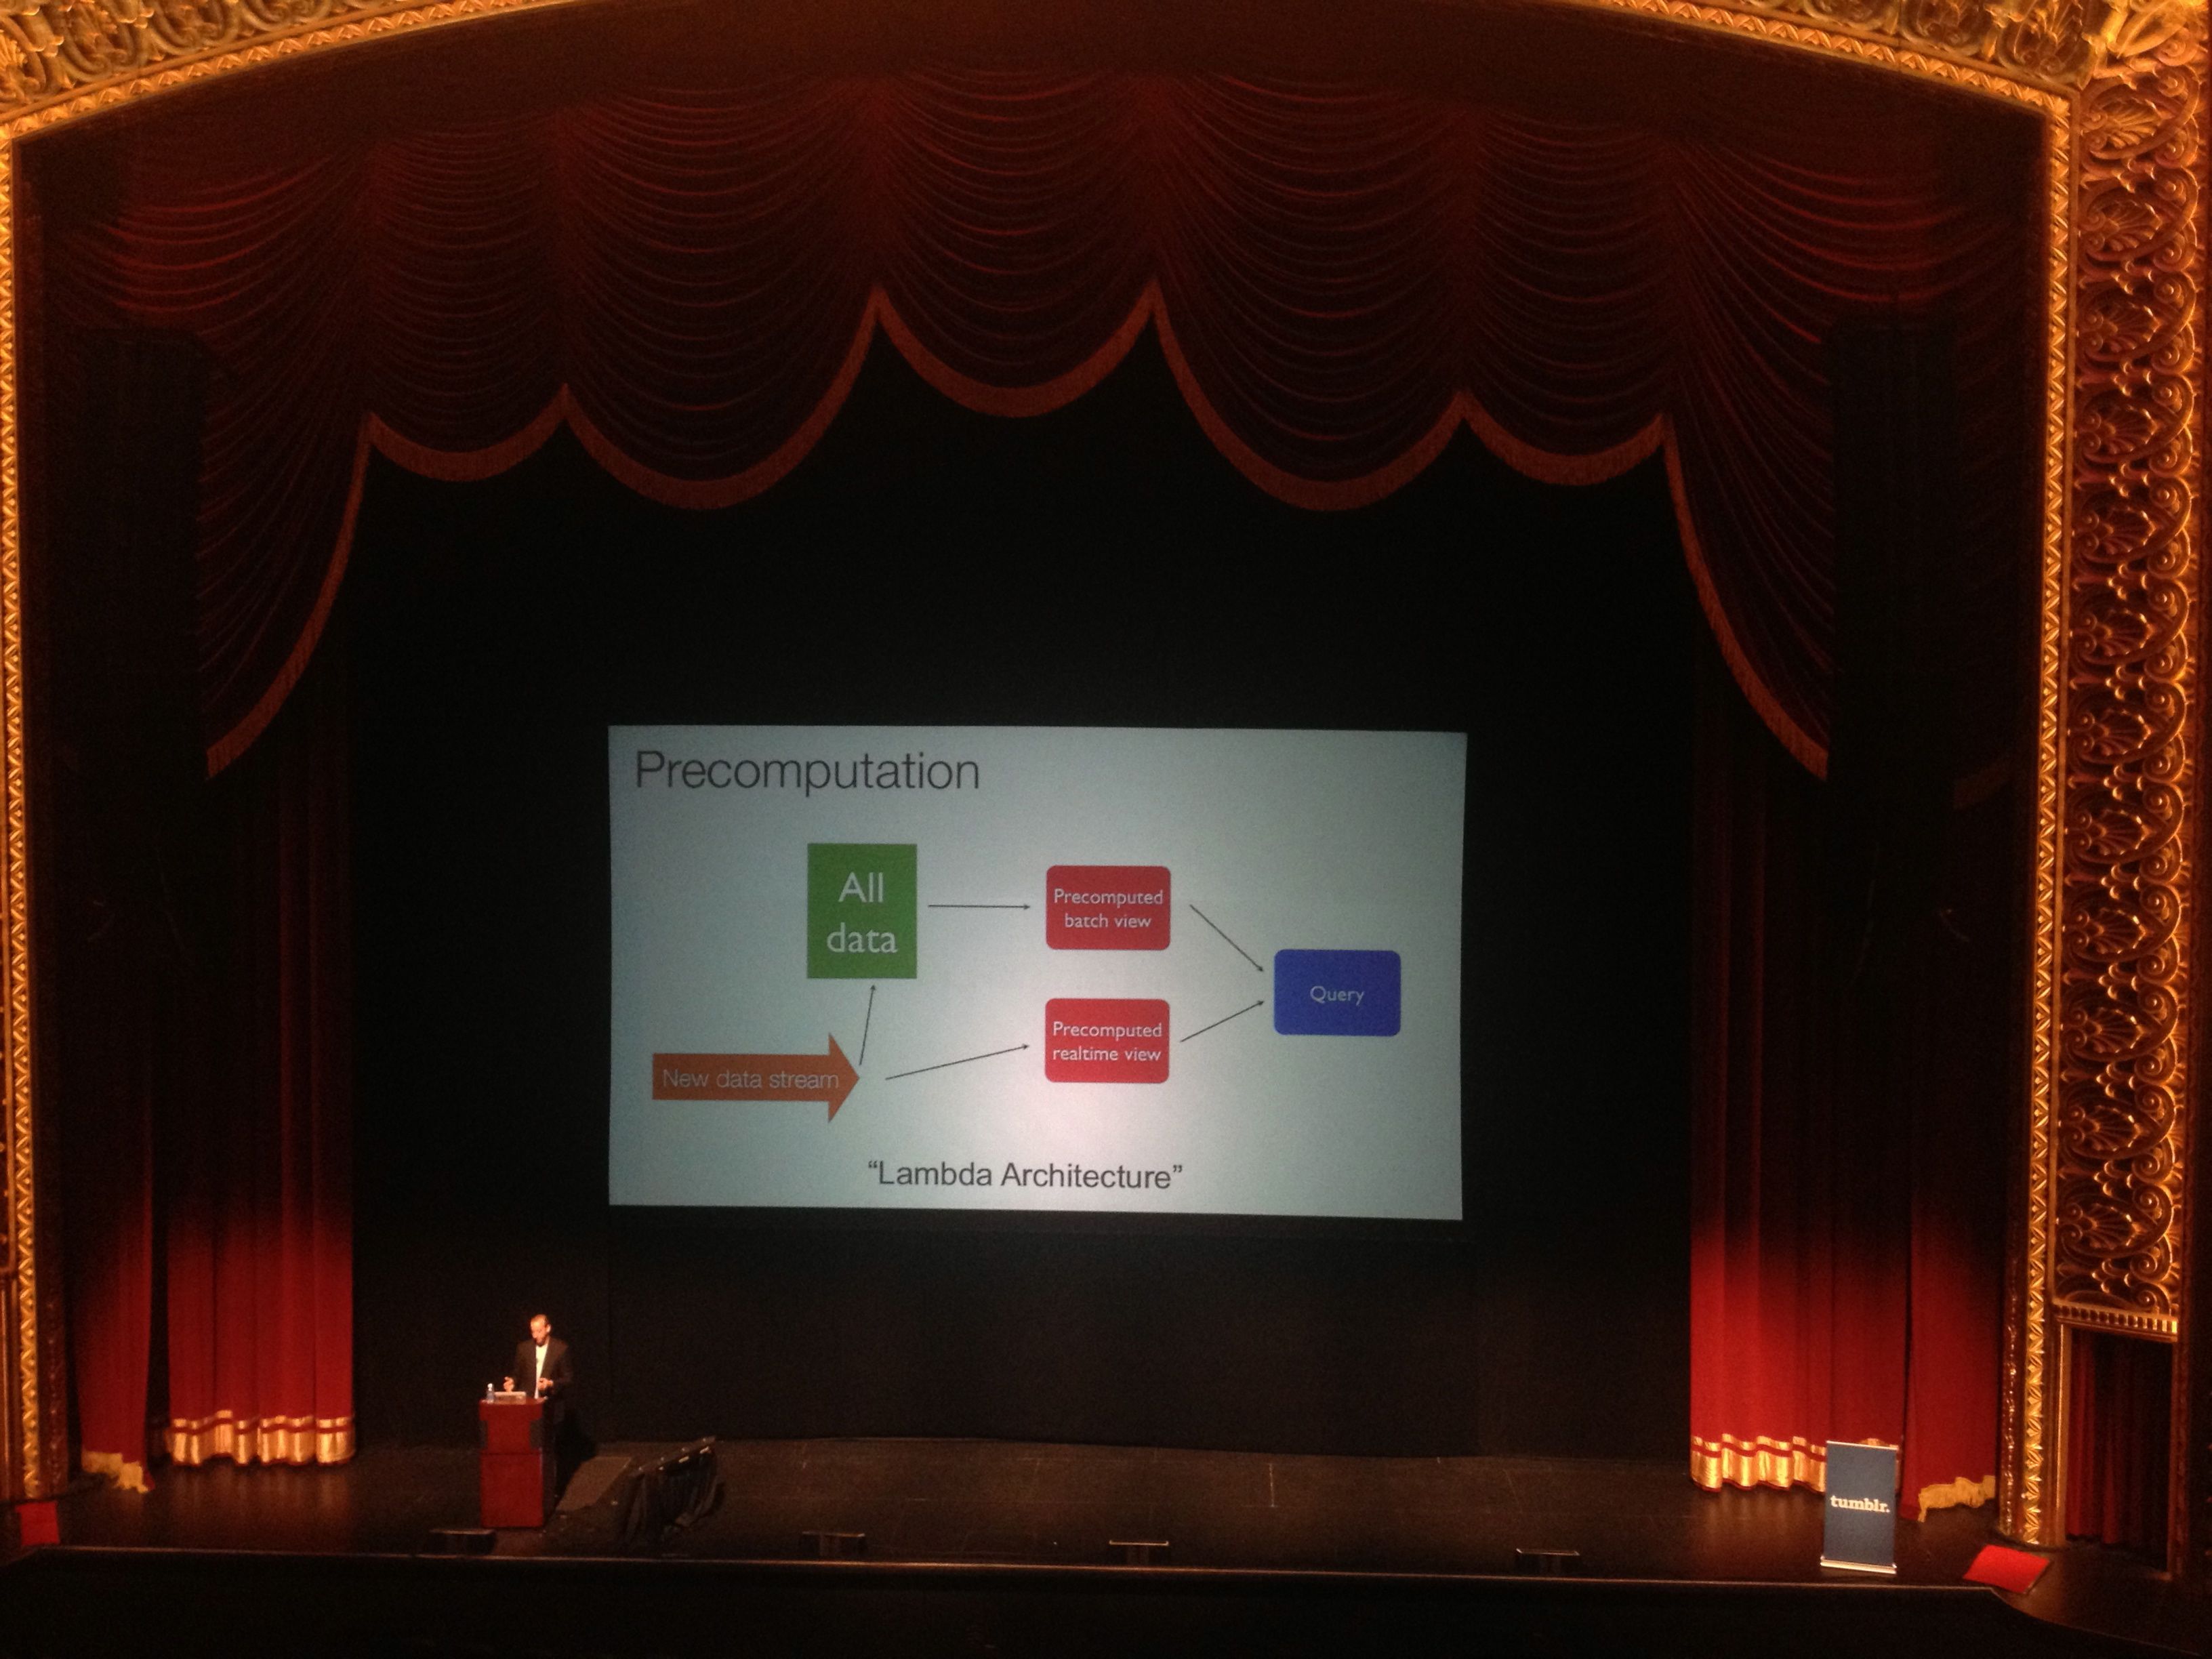 Precomputation
All
data
Precomputed
batch view
Query
Precomputed
realtime view
New data stream
“Lambda Architecture”
tumblr.